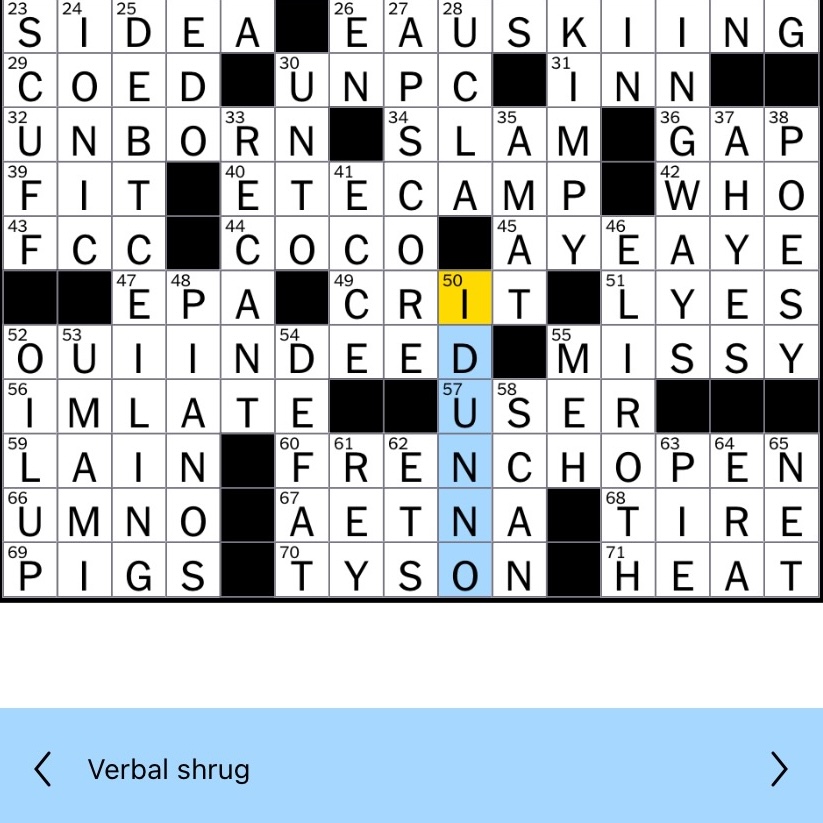 23 24 25 26 27 28
S I D E A E A U S K I I N G
29 30 31
C O E D U N P C I N N
32 33 34 35 36 37 38
U N B O R N S L A M G A P
39 40 41 42
F I T E T E C A M P W H O
43 44 45 46
F C C C O C O A Y E A Y E
47 48 49 50 51
E P A C R I T L Y E S
52 53 54 55
O U I I N D E E D M I S S Y
56 57 58
I M L A T E U S E R
59 60 61 62 63 64 65
L A I N F R E N C H O P E N
66 67 68
U M N O A E T N A T I R E
69 70 71
P I G S T Y S O N H E A T
Verbal shrug